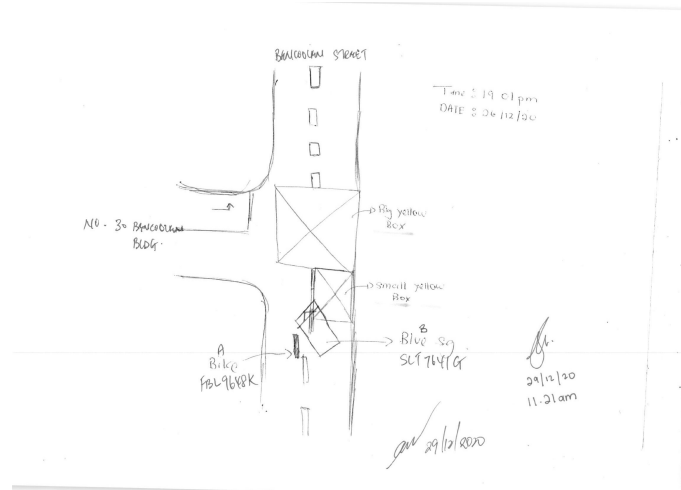 BENCOOLEN STREET
Time : 19 01pm
DATE : 26/12/20
Big yellow
Box
NO. 30 BENCOOLEN
BLDG.
small yellow
Box
A
Bike
FBL9648K
B
Blue sg
SLT7641G
29/12/20
11.21am
29/12/2020